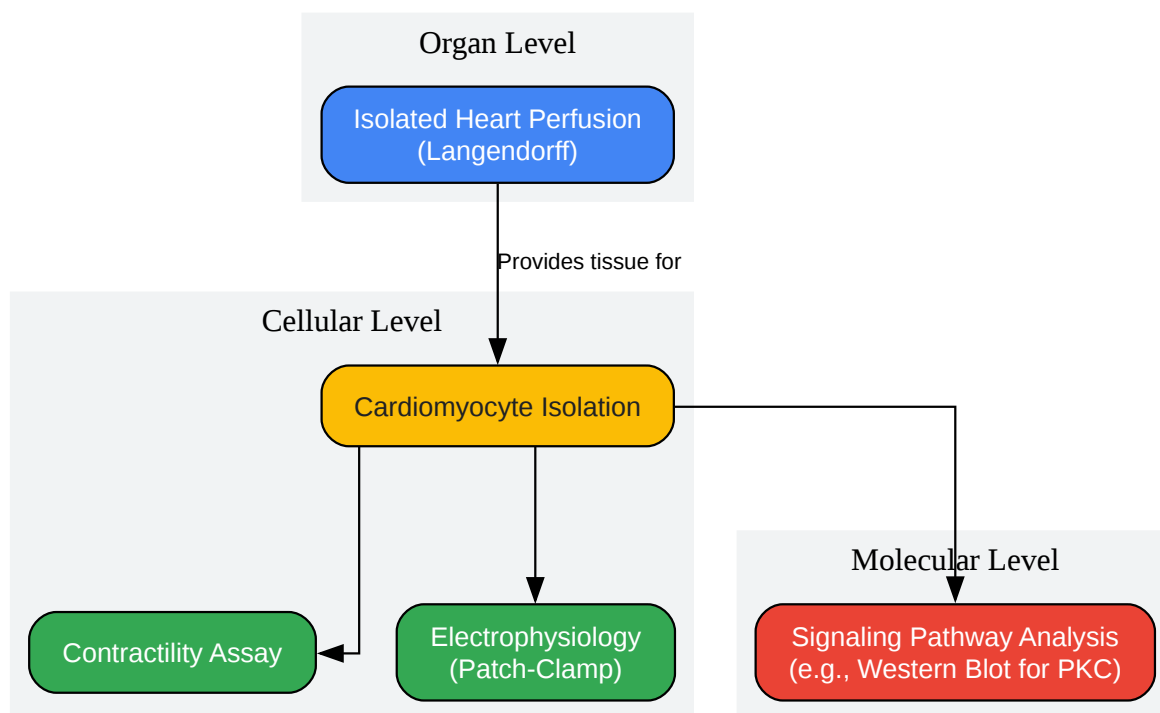 Organ Level
Isolated Heart Perfusion
(Langendorff)
Provides tissue for
Cellular Level
Cardiomyocyte Isolation
Contractility Assay
Electrophysiology
(Patch-Clamp)
Molecular Level
Signaling Pathway Analysis
(e.g., Western Blot for PKC)